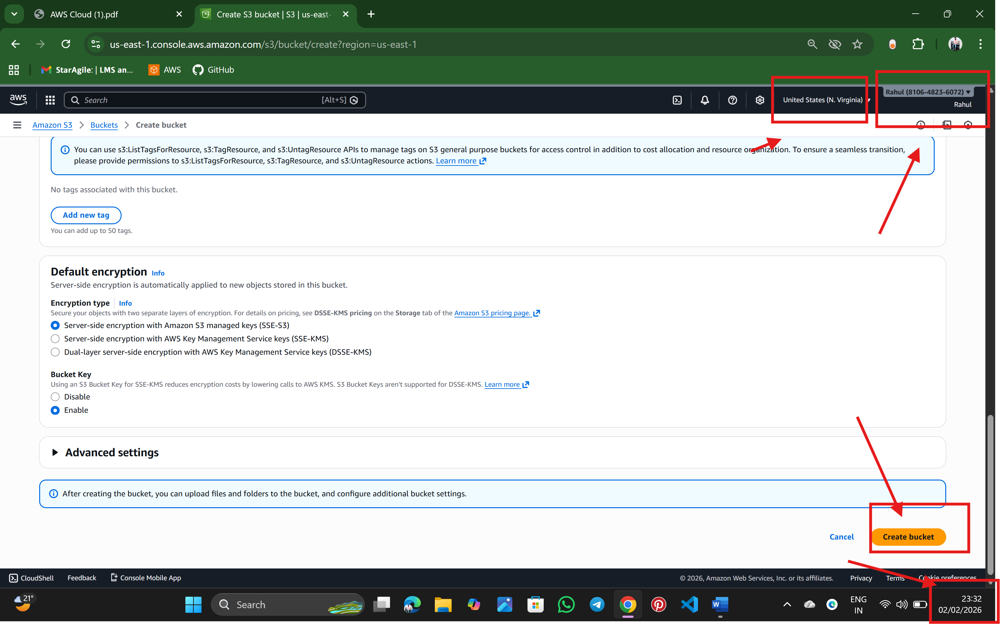 AWS Cloud (1).pdf
Create S3 bucket | S3 | us-east-
us-east-1.console.aws.amazon.com/s3/bucket/create?region=us-east-1
StarAgile: | LMS an...
AWS
GitHub
aws
Search
[Alt+S]
United States (N. Virginia)
Rahul (8106-4823-6072)
Rahul
Amazon S3
Buckets
Create bucket
You can use s3:ListTagsForResource, s3:TagResource, and s3:UntagResource APIs to manage tags on S3 general purpose buckets for access control in addition to cost allocation and resource organization. To ensure a seamless transition,
please provide permissions to s3:ListTagsForResource, s3:TagResource, and s3:UntagResource actions. Learn more
No tags associated with this bucket.
Add new tag
You can add up to 50 tags.
Default encryption Info
Server-side encryption is automatically applied to new objects stored in this bucket.
Encryption type Info
Secure your objects with two separate layers of encryption. For details on pricing, see DSSE-KMS pricing on the Storage tab of the Amazon S3 pricing page.
Server-side encryption with Amazon S3 managed keys (SSE-S3)
Server-side encryption with AWS Key Management Service keys (SSE-KMS)
Dual-layer server-side encryption with AWS Key Management Service keys (DSSE-KMS)
Bucket Key
Using an S3 Bucket Key for SSE-KMS reduces encryption costs by lowering calls to AWS KMS. S3 Bucket Keys aren't supported for DSSE-KMS. Learn more
Disable
Enable
Advanced settings
After creating the bucket, you can upload files and folders to the bucket, and configure additional bucket settings.
Cancel
Create bucket
CloudShell
Feedback
Console Mobile App
© 2026, Amazon Web Services, Inc. or its affiliates.
Privacy
Terms
Cookie preferences
21°
Search
W
ENG
IN
23:32
02/02/2026